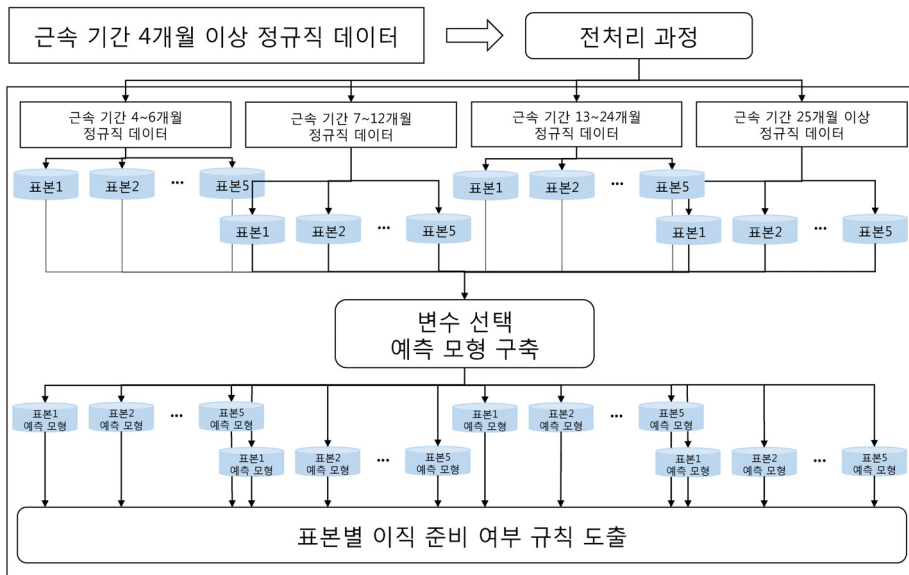 근속 기간 4개월 이상 정규직 데이터
전처리 과정
근속 기간 4~6개월
정규직 데이터
근속 기간 7~12개월
정규직 데이터
근속 기간 13~24개월
정규직 데이터
근속 기간 25개월 이상
정규직 데이터
표본1
표본2
...
표본5
표본1
표본2
...
표본5
표본1
표본2
...
표본5
표본1
표본2
...
표본5
변수 선택
예측 모형 구축
표본1
예측 모형
표본2
예측 모형
...
표본5
예측 모형
표본1
예측 모형
표본2
예측 모형
...
표본5
예측 모형
표본1
예측 모형
표본2
예측 모형
...
표본5
예측 모형
표본1
예측 모형
표본2
예측 모형
...
표본5
예측 모형
표본별 이직 준비 여부 규칙 도출